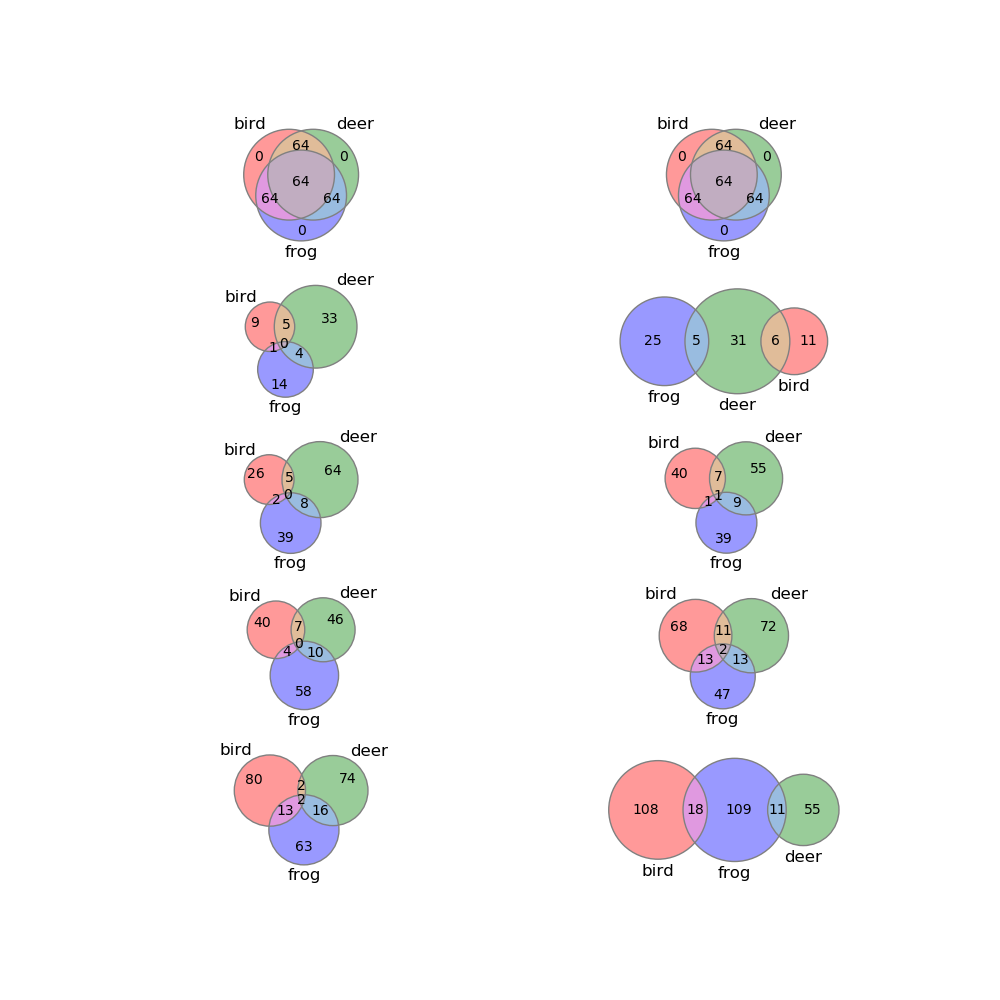 bird deer
64
0 0
64
64 64
0
frog
bird deer
64
0 0
64
64 64
0
frog
deer
bird
9 5 33
1 0 4
14
frog
25 5 31 6 11
frog deer bird
deer
bird
26 5 64
2 0 8
39
frog
deer
bird
40 7 55
1 1 9
39
frog
bird deer
40 7 46
4 0 10
58
frog
bird deer
68 11 72
13 2 13
47
frog
bird deer
80 2 74
13 2 16
63
frog
108 18 109 11 55
bird frog deer